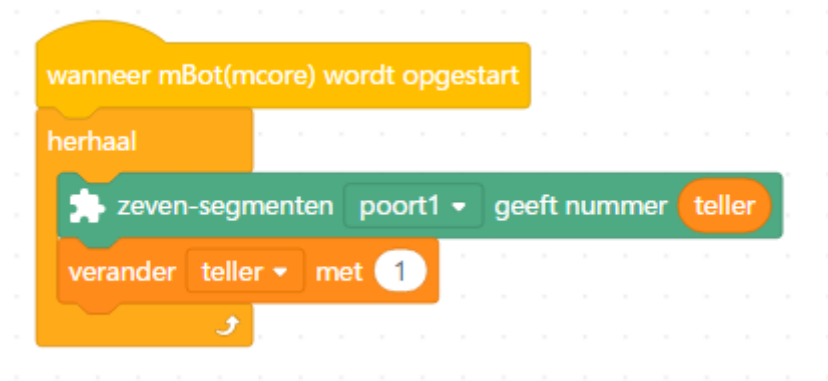 wanneer mBot(mcore) wordt opgestart
herhaal
zeven-segmenten poort1 geeft nummer teller
verander teller met 1